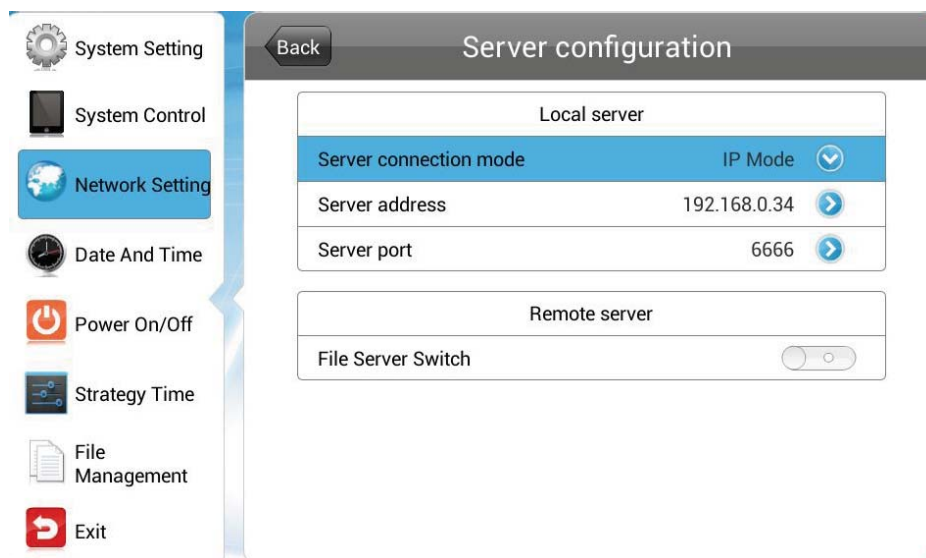 System Setting
System Control
Network Setting
Date And Time
Power On/Off
Strategy Time
File
Management
Exit
Back
Server configuration
Local server
Server connection mode IP Mode
Server address 192.168.0.34
Server port 6666
Remote server
File Server Switch